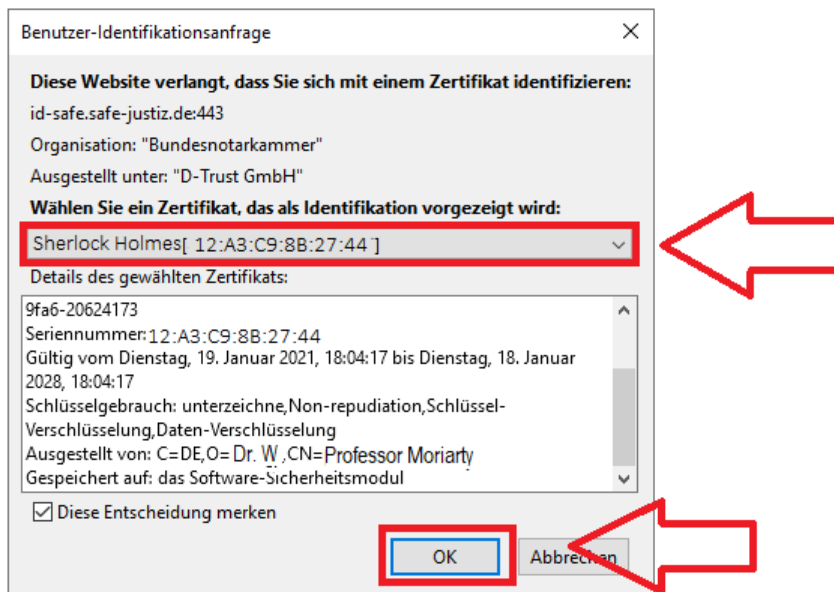 Benutzer-Identifikationsanfrage
Diese Website verlangt, dass Sie sich mit einem Zertifikat identifizieren:
id-safe.safe-justiz.de:443
Organisation: "Bundesnotarkammer"
Ausgestellt unter: "D-Trust GmbH"
Wählen Sie ein Zertifikat, das als Identifikation vorgezeigt wird:
Sherlock Holmes[ 12:A3:C9:8B:27:44 ]
Details des gewählten Zertifikats:
9fa6-20624173
Seriennummer:12:A3:C9:8B:27:44
Gültig vom Dienstag, 19. Januar 2021, 18:04:17 bis Dienstag, 18. Januar
2028, 18:04:17
Schlüsselgebrauch: unterzeichne,Non-repudiation,Schlüssel-
Verschlüsselung,Daten-Verschlüsselung
Ausgestellt von: C=DE,O= Dr. W ,CN=Professor Moriarty
Gespeichert auf: das Software-Sicherheitsmodul
Diese Entscheidung merken
OK Abbrechen